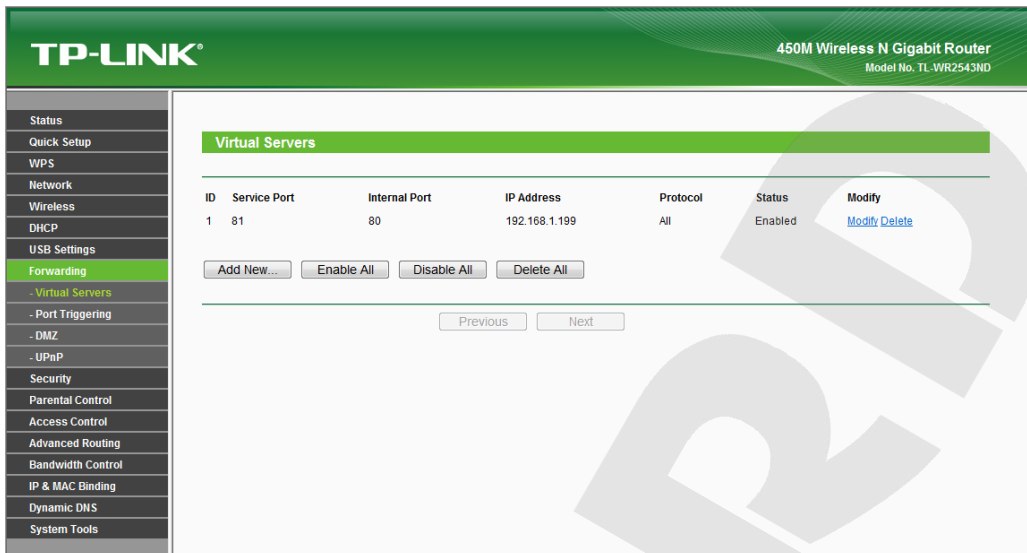 TP-LINK®
450M Wireless N Gigabit Router
Model No. TL-WR2543ND
Status
Quick Setup
WPS
Network
Wireless
DHCP
USB Settings
Forwarding
- Virtual Servers
- Port Triggering
- DMZ
- UPnP
Security
Parental Control
Access Control
Advanced Routing
Bandwidth Control
IP & MAC Binding
Dynamic DNS
System Tools
Virtual Servers
ID Service Port Internal Port IP Address Protocol Status Modify
1 81 80 192.168.1.199 All Enabled Modify Delete
Add New... Enable All Disable All Delete All
Previous Next
RD